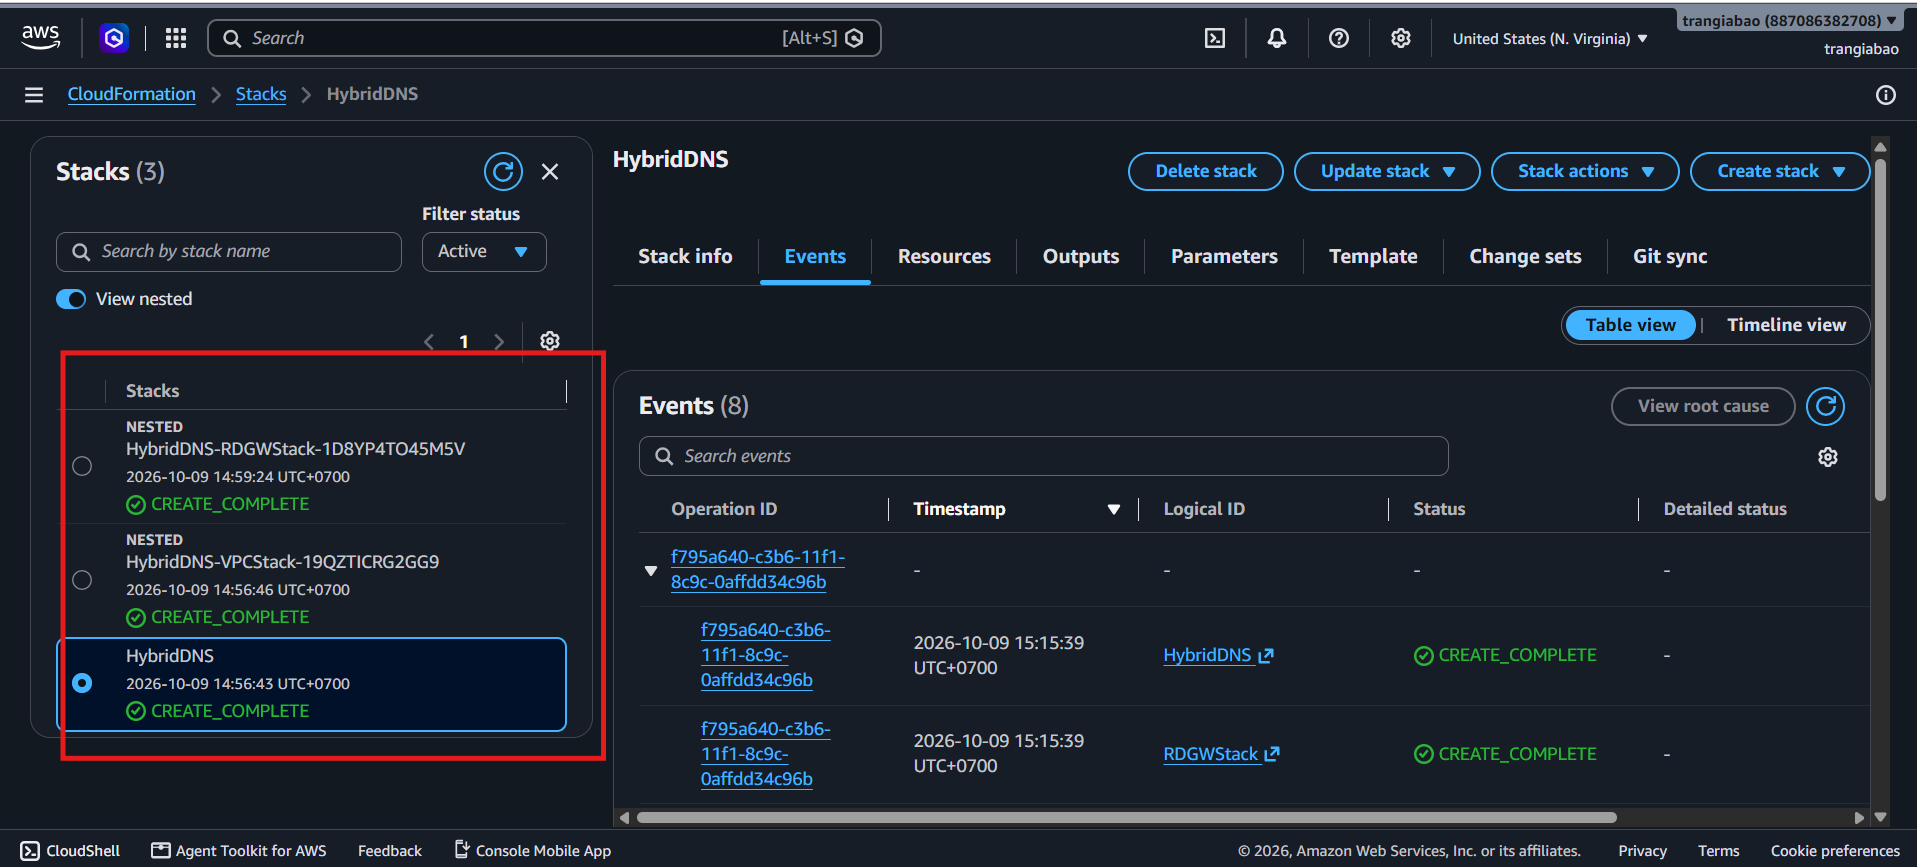 aws
Search
[Alt+S]
United States (N. Virginia)
trangiabao (887086382708)
trangiabao
CloudFormation
Stacks
HybridDNS
Stacks (3)
Filter status
Search by stack name
Active
View nested
1
Stacks
NESTED
HybridDNS-RDGWStack-1D8YP4TO45M5V
2026-10-09 14:59:24 UTC+0700
CREATE_COMPLETE
NESTED
HybridDNS-VPCStack-19QZTICRG2GG9
2026-10-09 14:56:46 UTC+0700
CREATE_COMPLETE
HybridDNS
2026-10-09 14:56:43 UTC+0700
CREATE_COMPLETE
HybridDNS
Delete stack
Update stack
Stack actions
Create stack
Stack info
Events
Resources
Outputs
Parameters
Template
Change sets
Git sync
Table view
Timeline view
Events (8)
View root cause
Search events
Operation ID
Timestamp
Logical ID
Status
Detailed status
f795a640-c3b6-11f1-
8c9c-0affdd34c96b
-
-
-
-
f795a640-c3b6-
11f1-8c9c-
0affdd34c96b
2026-10-09 15:15:39
UTC+0700
HybridDNS
CREATE_COMPLETE
-
f795a640-c3b6-
11f1-8c9c-
0affdd34c96b
2026-10-09 15:15:39
UTC+0700
RDGWStack
CREATE_COMPLETE
-
CloudShell
Agent Toolkit for AWS
Feedback
Console Mobile App
© 2026, Amazon Web Services, Inc. or its affiliates.
Privacy
Terms
Cookie preferences